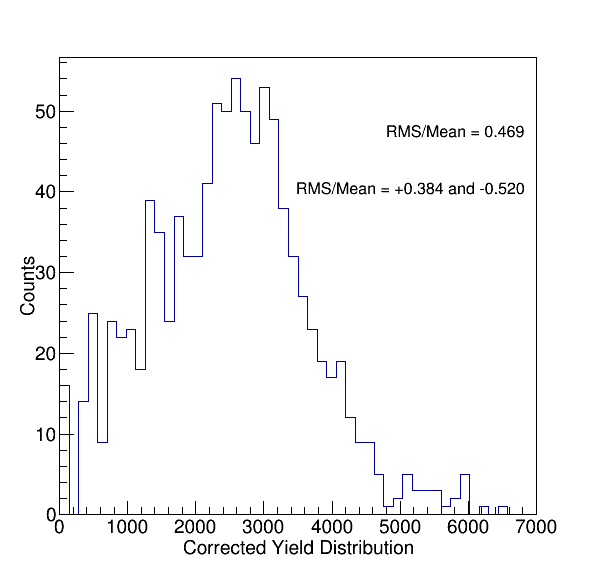 50
RMS/Mean = 0.469
40
RMS/Mean = +0.384 and -0.520
30
Counts
20
10
0
0 1000 2000 3000 4000 5000 6000 7000
Corrected Yield Distribution